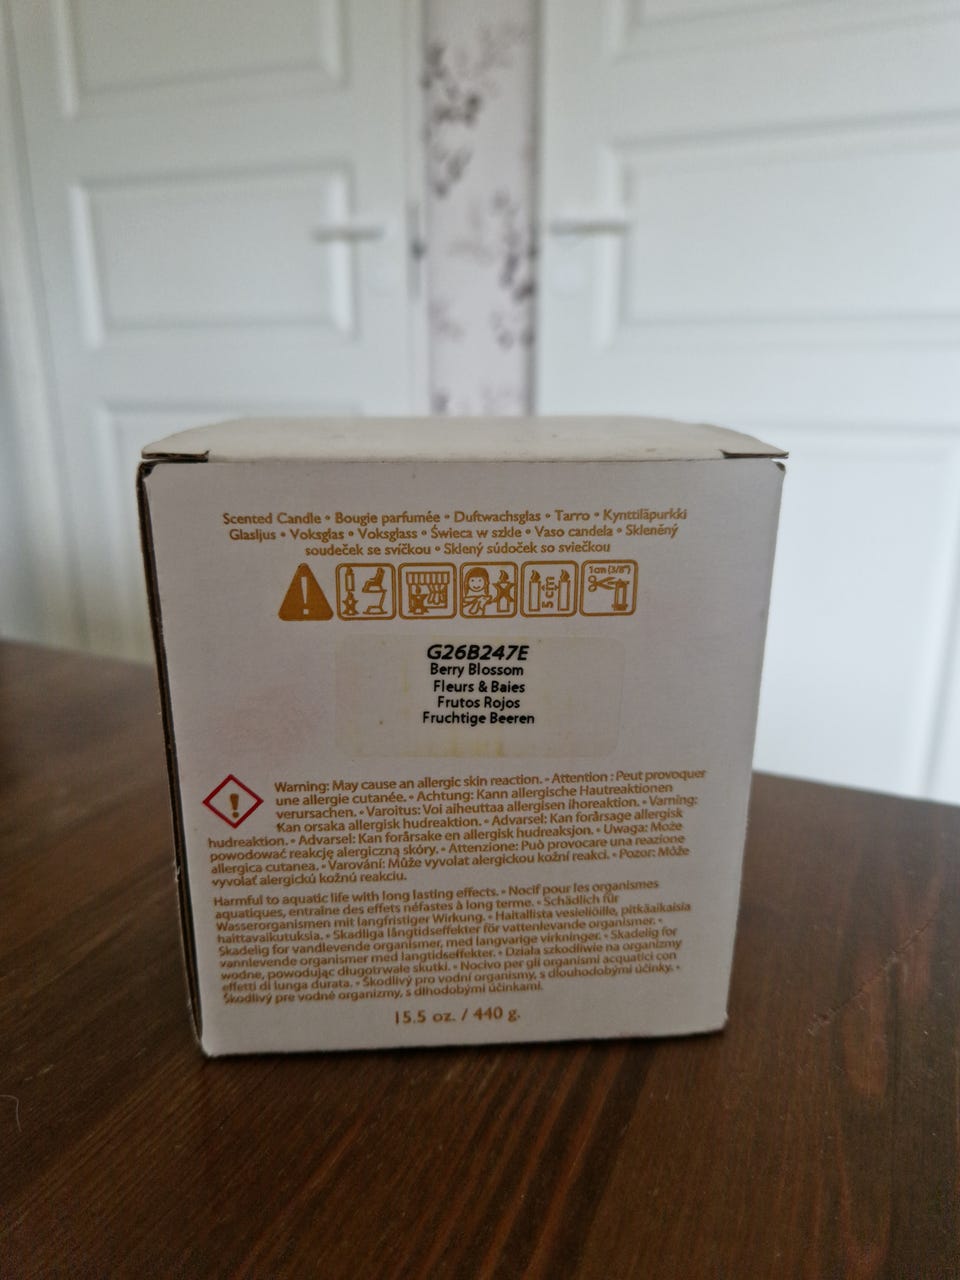 Scented Candle • Bougie parfumée • Duftwachsglas • Tarro • Kynttiläpurkki
Glasljus • Voksglas • Voksglass • Świeca w szkle • Vaso candela • Skleněný
soudeček se svíčkou • Sklený súdoček so sviečkou
1cm (3/8")
5 cm
G26B247E
Berry Blossom
Fleurs & Baies
Frutos Rojos
Fruchtige Beeren
Warning: May cause an allergic skin reaction. • Attention : Peut provoquer
une allergie cutanée. • Achtung: Kann allergische Hautreaktionen
verursachen. • Varoitus: Voi aiheuttaa allergisen ihoreaktion. • Varning:
Kan orsaka allergisk hudreaktion. • Advarsel: Kan forårsage allergisk
hudreaktion. • Advarsel: Kan forårsake en allergisk hudreaksjon. • Uwaga: Może
powodować reakcję alergiczną skóry. • Attenzione: Può provocare una reazione
allergica cutanea. • Varování: Může vyvolat alergickou kožní reakci. • Pozor: Môže
vyvolať alergickú kožnú reakciu.
Harmful to aquatic life with long lasting effects. • Nocif pour les organismes
aquatiques, entraîne des effets néfastes à long terme. • Schädlich für
Wasserorganismen mit langfristiger Wirkung. • Haitallista vesieliöille, pitkäaikaisia
haittavaikutuksia. • Skadliga långtidseffekter för vattenlevande organismer. •
Skadelig for vandlevende organismer, med langvarige virkninger. • Skadelig for
vannlevende organismer med langtidseffekter. • Działa szkodliwie na organizmy
wodne, powodując długotrwałe skutki. • Nocivo per gli organismi acquatici con
effetti di lunga durata. • Škodlivý pro vodní organismy, s dlouhodobými účinky. •
Škodlivý pre vodné organizmy, s dlhodobými účinkami.
15.5 oz. / 440 g.